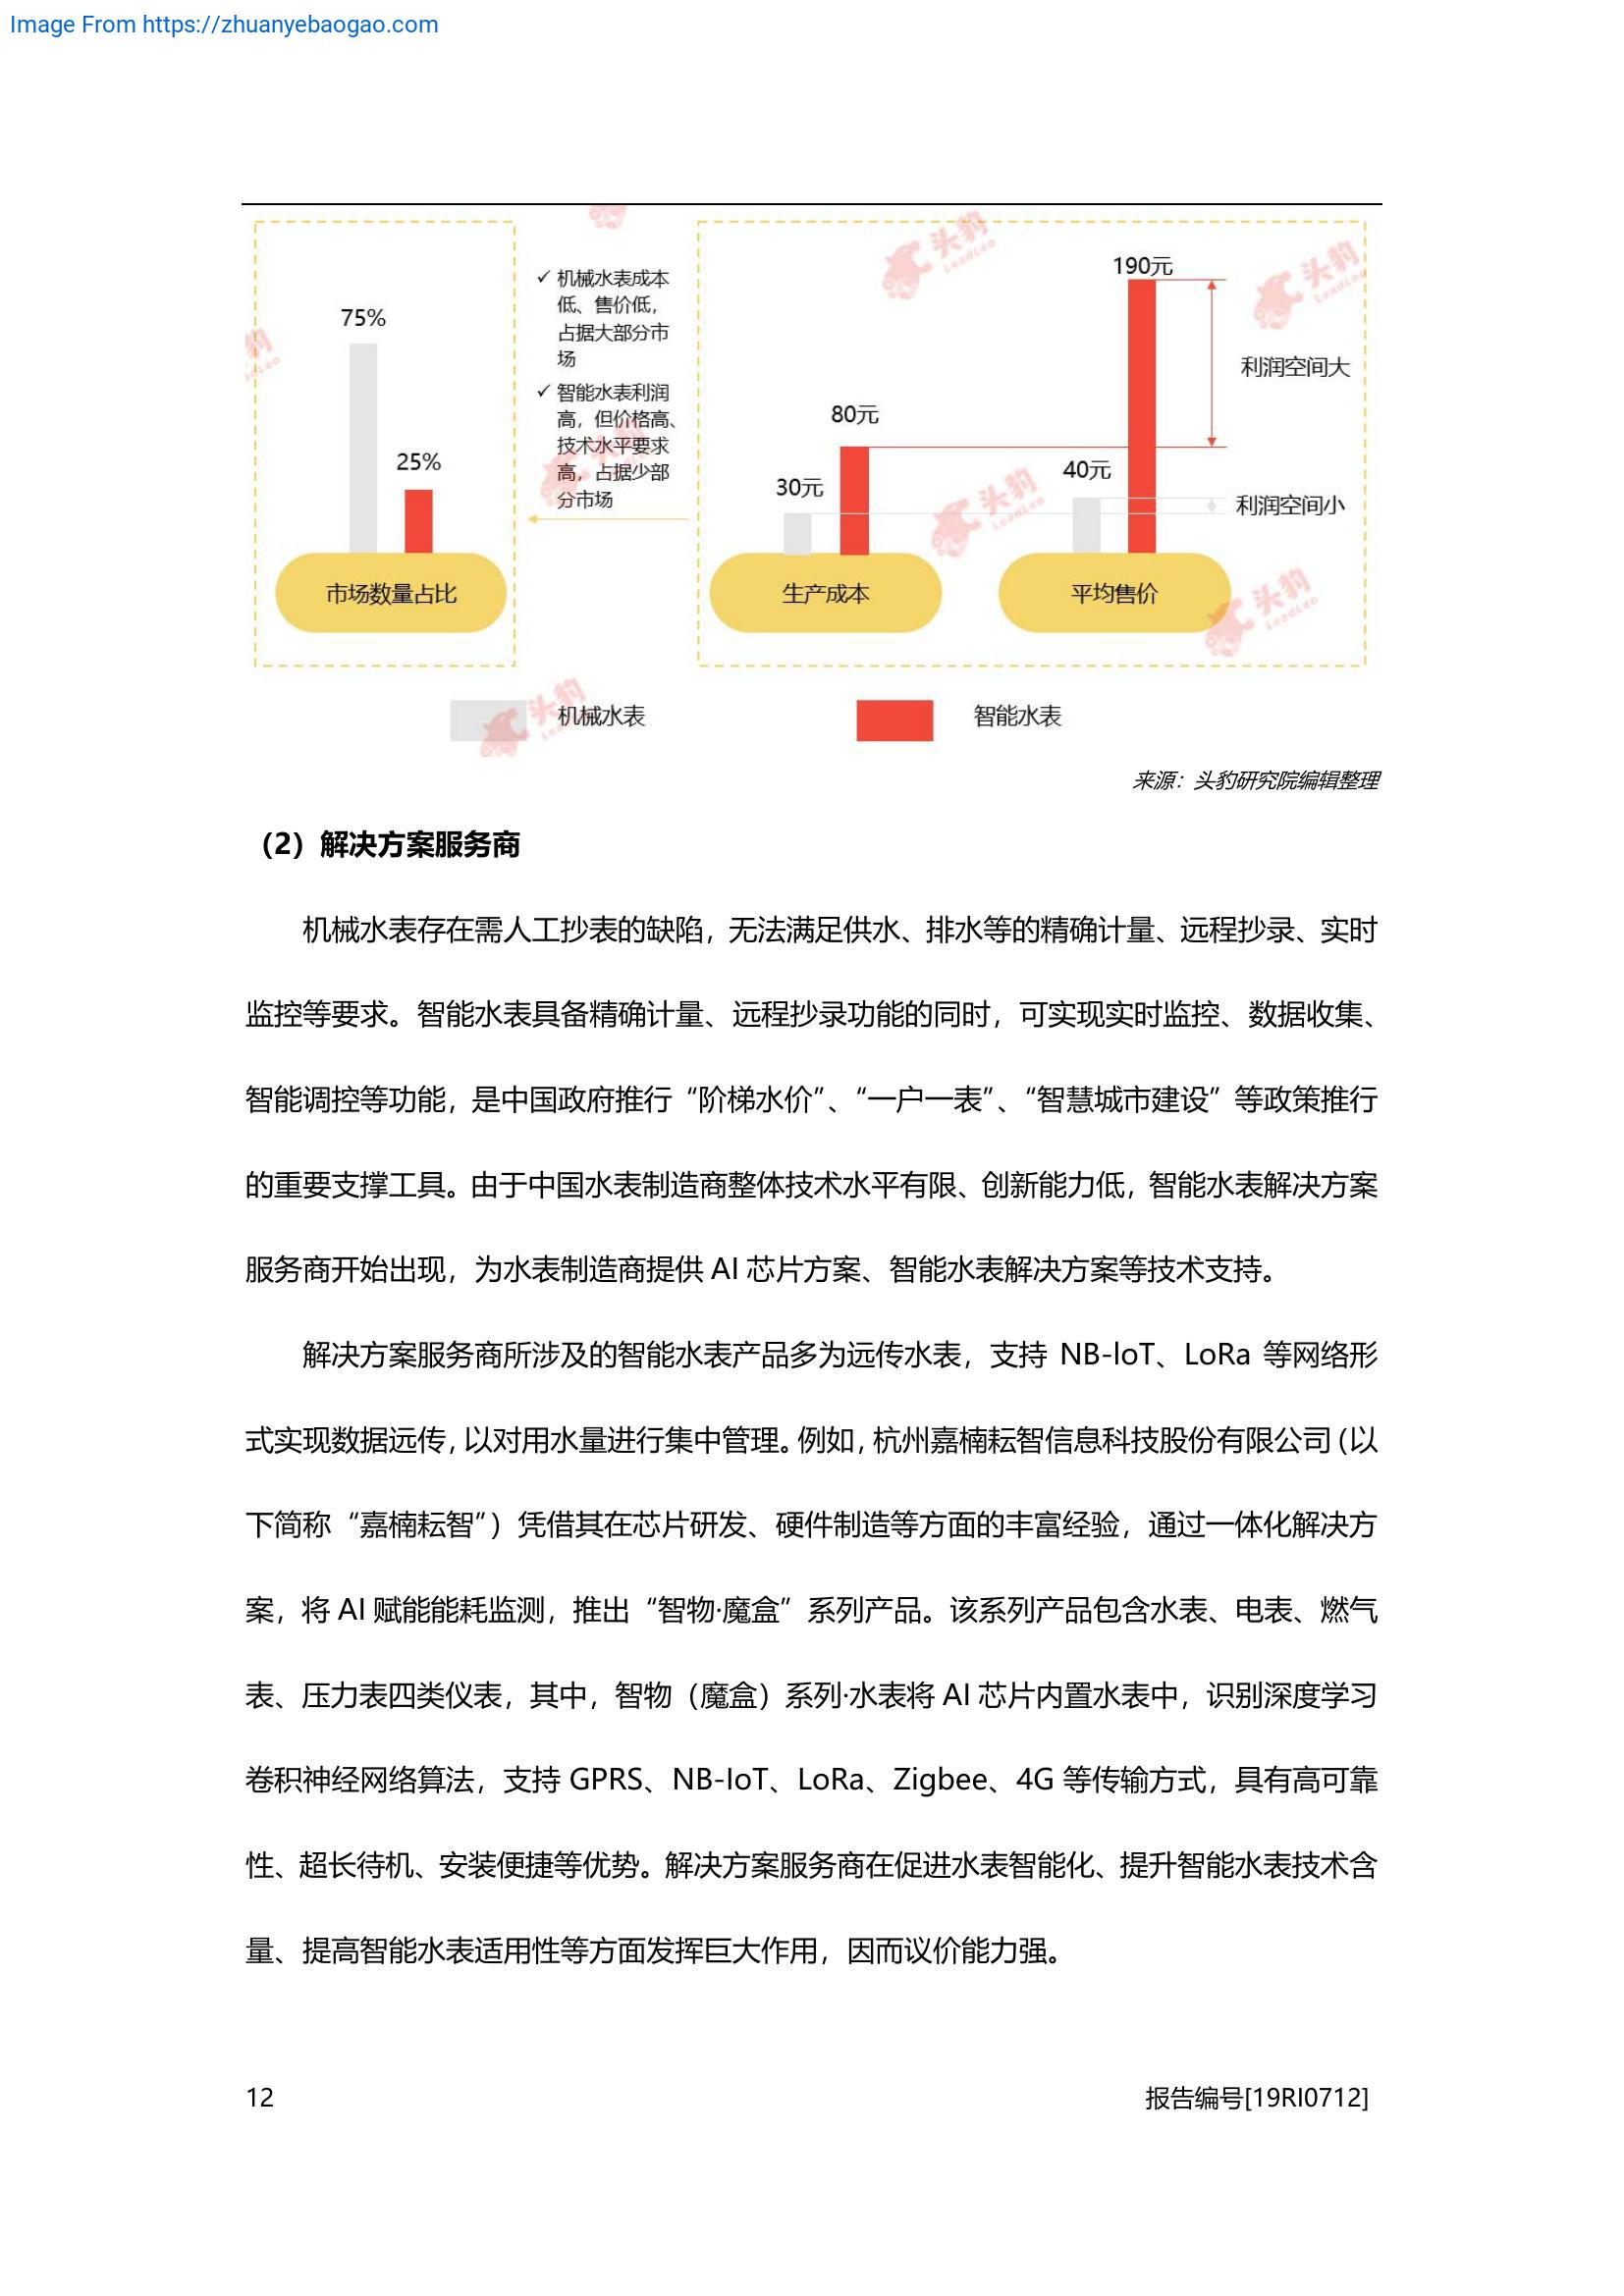 Image From https://zhuanyebaogao.com
75%
25%
市场数量占比
✓ 机械水表成本
低、售价低，
占据大部分市
场
✓ 智能水表利润
高，但价格高、
技术水平要求
高，占据少部
分市场
30元
80元
生产成本
40元
190元
平均售价
利润空间大
利润空间小
机械水表
智能水表
头豹
LeadLeo
头豹
LeadLeo
头豹
LeadLeo
头豹
LeadLeo
头豹
来源：头豹研究院编辑整理
（2）解决方案服务商
机械水表存在需人工抄表的缺陷，无法满足供水、排水等的精确计量、远程抄录、实时
监控等要求。智能水表具备精确计量、远程抄录功能的同时，可实现实时监控、数据收集、
智能调控等功能，是中国政府推行“阶梯水价”、“一户一表”、“智慧城市建设”等政策推行
的重要支撑工具。由于中国水表制造商整体技术水平有限、创新能力低，智能水表解决方案
服务商开始出现，为水表制造商提供 AI 芯片方案、智能水表解决方案等技术支持。
解决方案服务商所涉及的智能水表产品多为远传水表，支持 NB-loT、LoRa 等网络形
式实现数据远传，以对用水量进行集中管理。例如，杭州嘉楠耘智信息科技股份有限公司（以
下简称“嘉楠耘智”）凭借其在芯片研发、硬件制造等方面的丰富经验，通过一体化解决方
案，将 AI 赋能能耗监测，推出“智物·魔盒”系列产品。该系列产品包含水表、电表、燃气
表、压力表四类仪表，其中，智物（魔盒）系列·水表将 AI 芯片内置水表中，识别深度学习
卷积神经网络算法，支持 GPRS、NB-IoT、LoRa、Zigbee、4G 等传输方式，具有高可靠
性、超长待机、安装便捷等优势。解决方案服务商在促进水表智能化、提升智能水表技术含
量、提高智能水表适用性等方面发挥巨大作用，因而议价能力强。
12
报告编号[19RI0712]